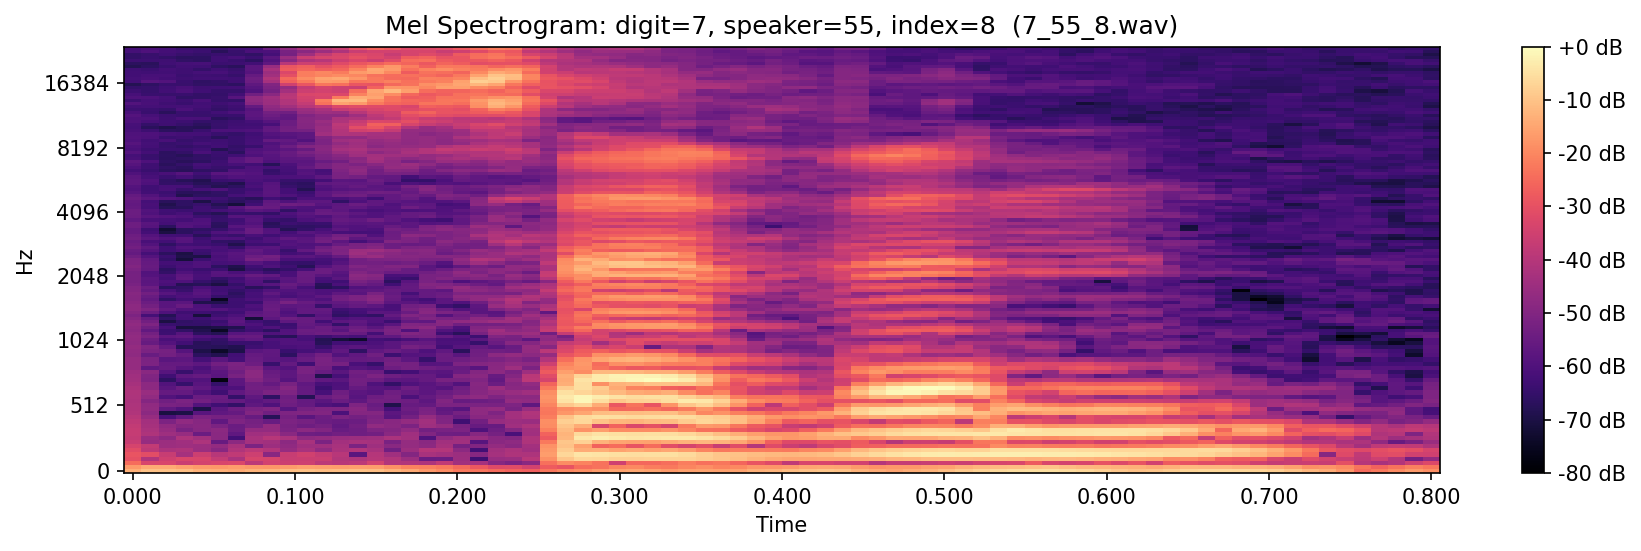 Mel Spectrogram: digit=7, speaker=55, index=8  (7_55_8.wav)
16384
8192
4096
2048
1024
512
0
Hz
0.000 0.100 0.200 0.300 0.400 0.500 0.600 0.700 0.800
Time
+0 dB
-10 dB
-20 dB
-30 dB
-40 dB
-50 dB
-60 dB
-70 dB
-80 dB